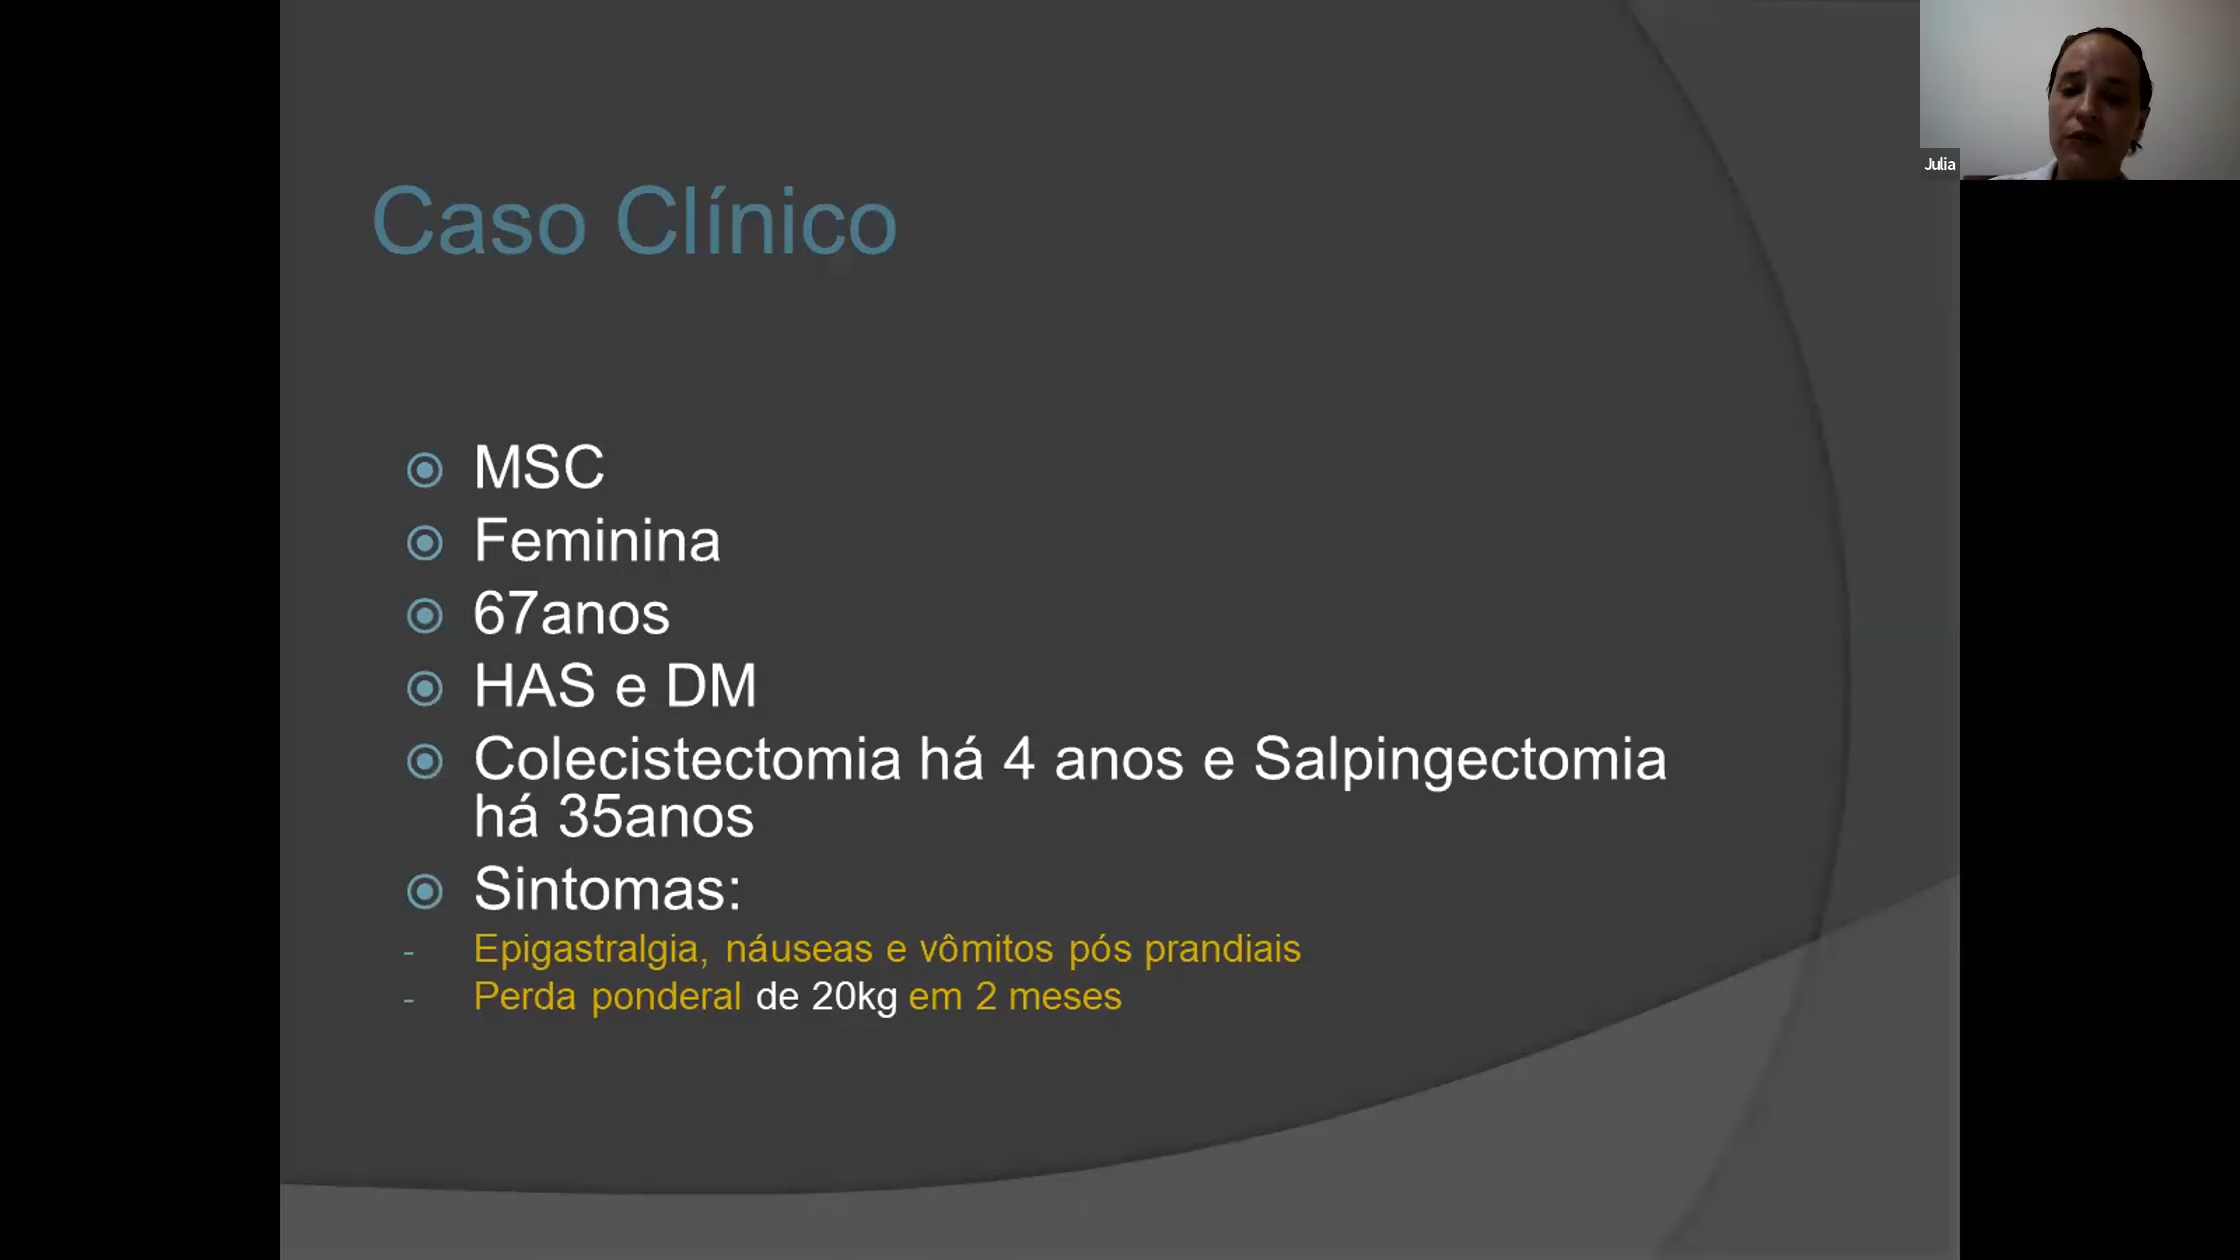 Caso Clínico
MSC
Feminina
67anos
HAS e DM
Colecistectomia há 4 anos e Salpingectomia
há 35anos
Sintomas:
- Epigastralgia, náuseas e vômitos pós prandiais
- Perda ponderal de 20kg em 2 meses
Julia